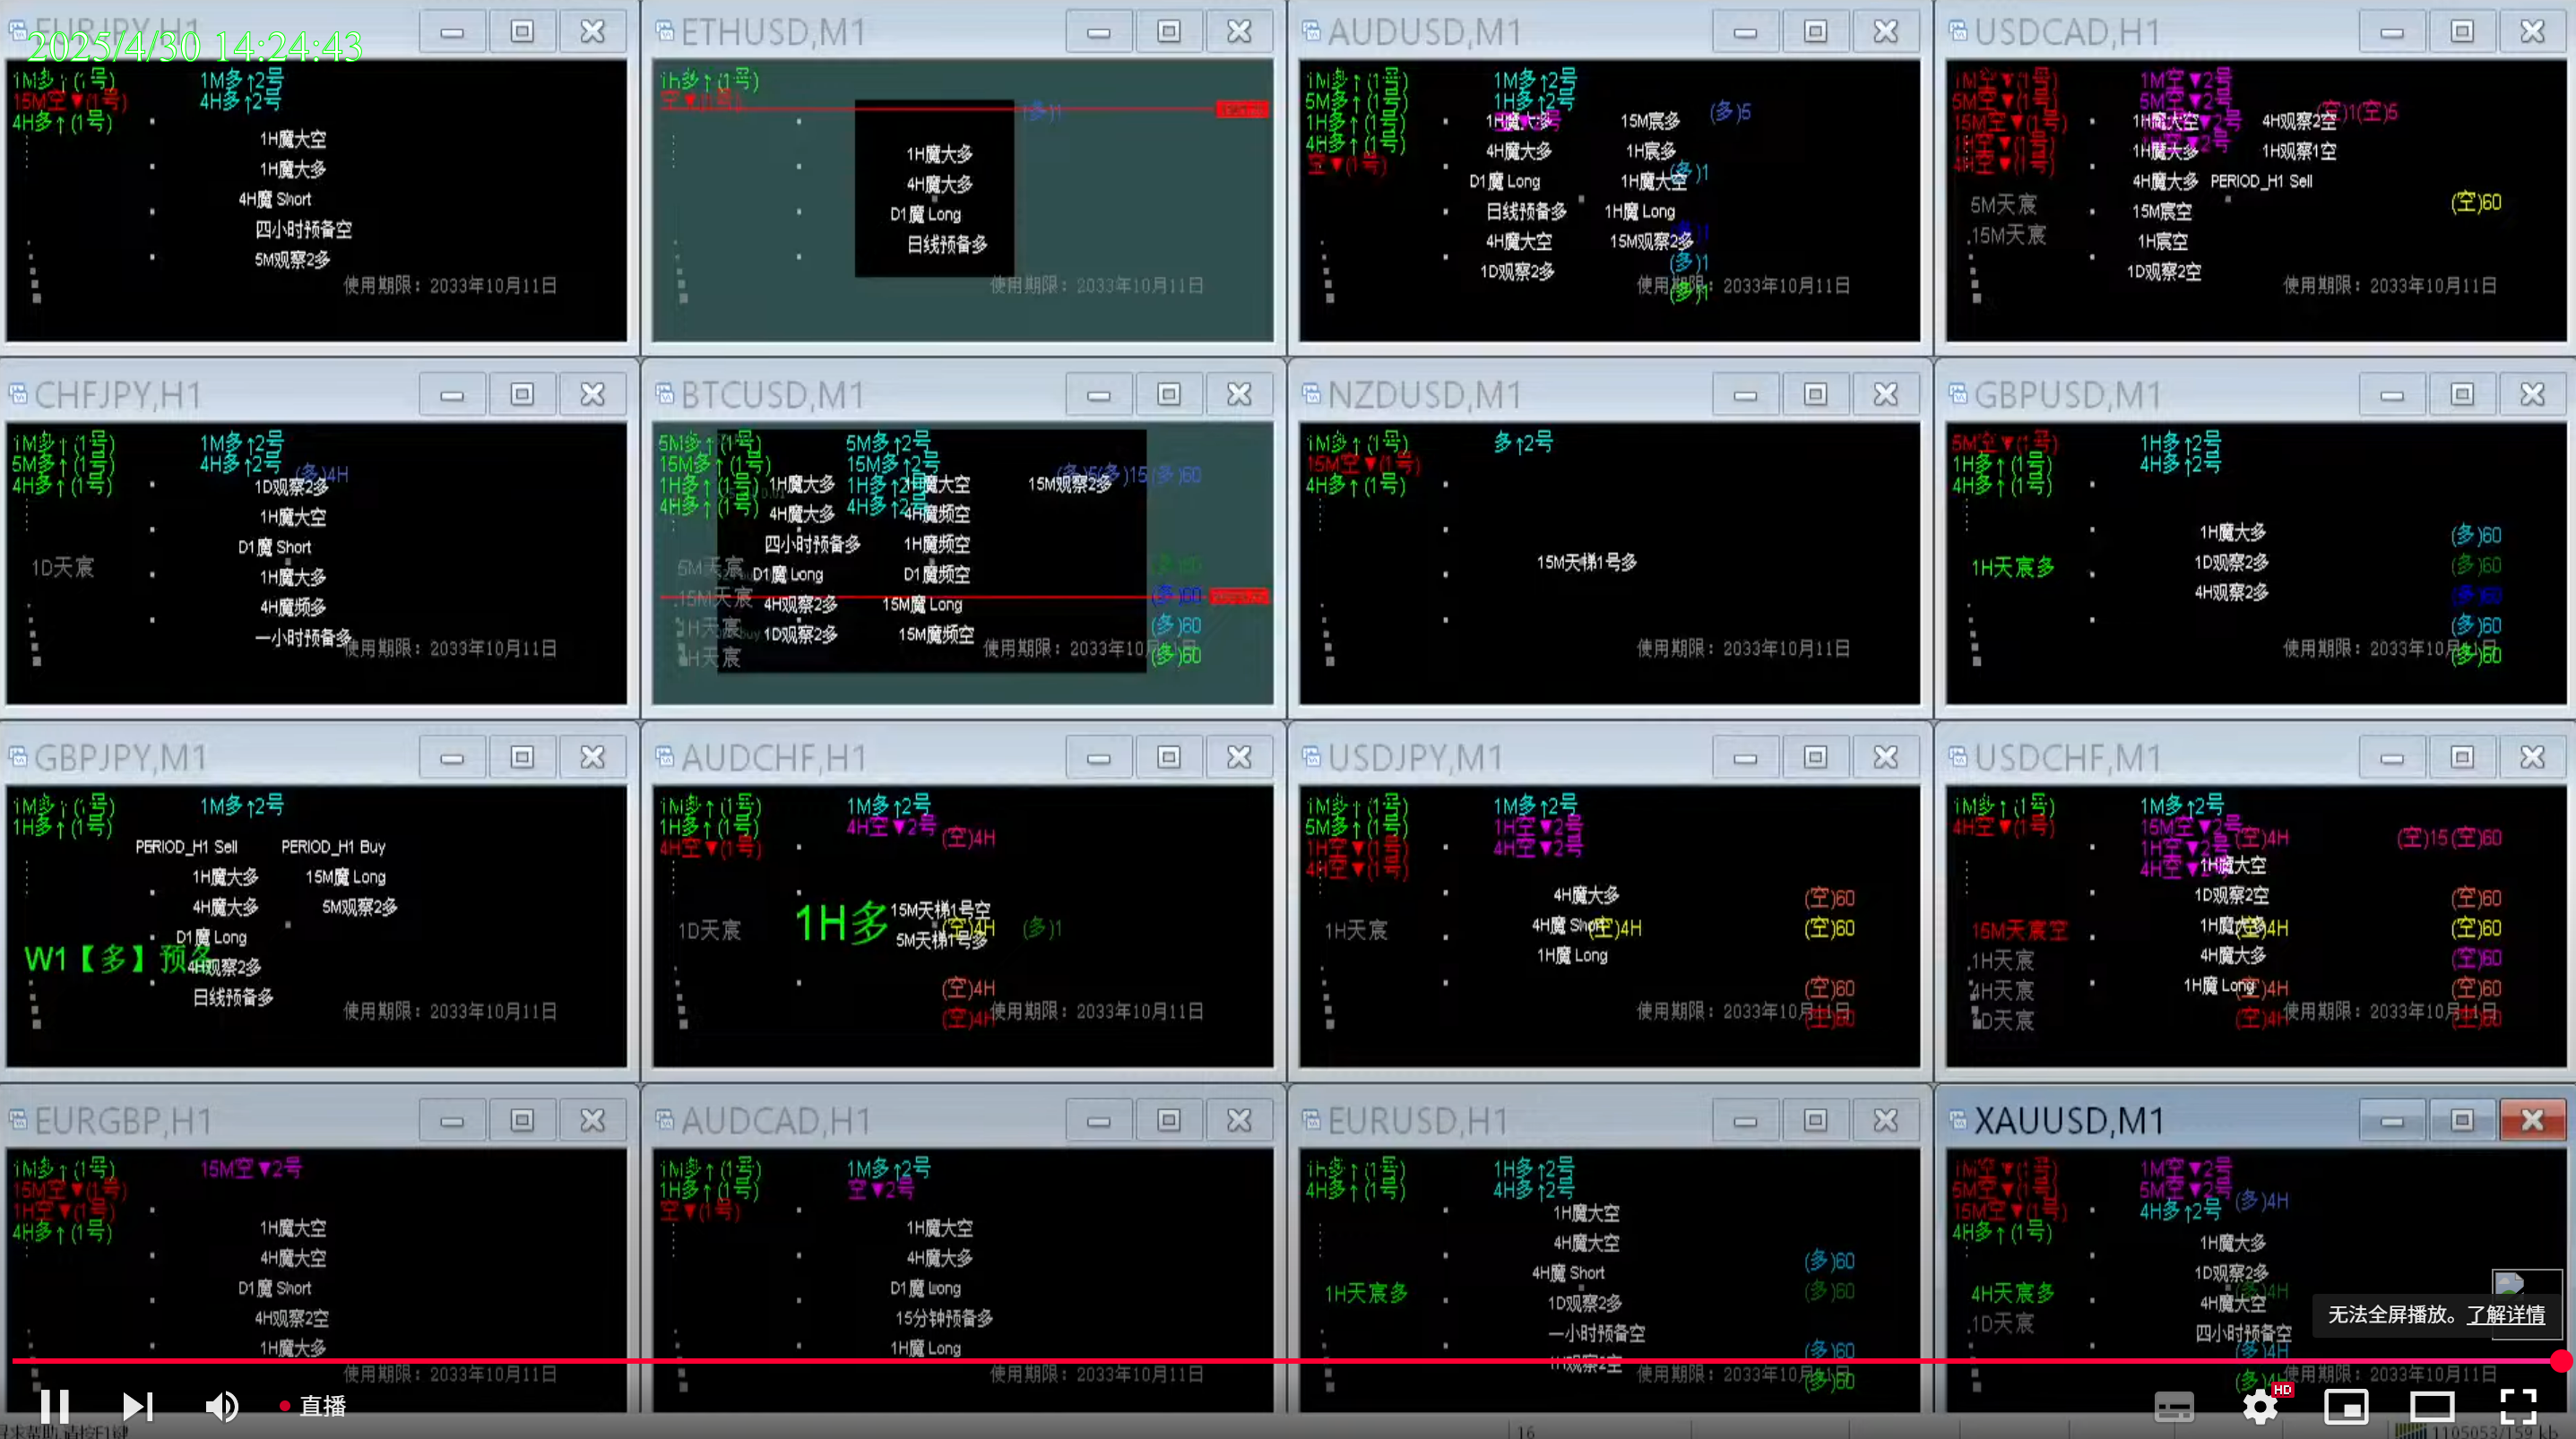 EURJPY,H1
2025/4/30 14:24:43
1M多↑(1号)
1M多↑2号
15M空▼(1号)
4H多↑2号
4H多↑(1号)
1H魔大空
1H魔大多
4H魔 Short
四小时预备空
5M观察2多
使用期限：2033年10月11日
ETHUSD,M1
1h多↑(1号)
空▼(1号)
(多)1
1H魔大多
4H魔大多
D1魔 Long
日线预备多
使用期限：2033年10月11日
AUDUSD,M1
1M多↑(1号)
1M多↑2号
5M多↑(1号)
1H多↑2号
1H多↑(1号)
1H魔大多
15M宸多
(多)5
4H多↑(1号)
4H魔大多
1H宸多
空▼(1号)
(多)1
D1魔 Long
1H魔大空
日线预备多
1H魔 Long
4H魔大空
15M观察2多
1D观察2多
(多)1
(多)1
使用期限：2033年10月11日
USDCAD,H1
1M空▼(1号)
1M空▼2号
5M空▼(1号)
5M空▼2号
15M空▼(1号)
1H魔大空
4H观察2空
(空)1(空)5
1H空▼(1号)
1H魔大多
1H观察1空
4H空▼(1号)
4H魔大多
PERIOD_H1 Sell
5M天宸
15M宸空
(空)60
15M天宸
1H宸空
1D观察2空
使用期限：2033年10月11日
CHFJPY,H1
1M多↑(1号)
1M多↑2号
5M多↑(1号)
4H多↑2号
(多)4H
4H多↑(1号)
1D观察2多
1H魔大空
D1魔 Short
1D天宸
1H魔大多
4H魔频多
一小时预备多
使用期限：2033年10月11日
BTCUSD,M1
5M多↑(1号)
5M多↑2号
15M多↑(1号)
15M多↑2号
(多)5(多)15(多)60
1H多↑(1号)
1H魔大多
1H多↑2号
1H魔大空
15M观察2多
4H多↑(1号)
4H魔大多
4H多↑2号
4H魔频空
四小时预备多
1H魔频空
5M天宸
D1魔 Long
D1魔频空
(多)60
15M天宸
4H观察2多
15M魔 Long
(多)60
1H天宸
1D观察2多
15M魔频空
(多)60
4H天宸
(多)60
使用期限：2033年10月11日
NZDUSD,M1
1M多↑(1号)
多↑2号
15M空▼(1号)
4H多↑(1号)
15M天梯1号多
使用期限：2033年10月11日
GBPUSD,M1
5M空▼(1号)
1H多↑2号
1H多↑(1号)
4H多↑2号
4H多↑(1号)
1H魔大多
(多)60
1H天宸多
1D观察2多
(多)60
4H观察2多
(多)60
(多)60
(多)60
使用期限：2033年10月11日
GBPJPY,M1
1M多↑(1号)
1M多↑2号
1H多↑(1号)
PERIOD_H1 Sell
PERIOD_H1 Buy
1H魔大多
15M魔 Long
4H魔大多
5M观察2多
D1魔 Long
W1【多】预备
4H观察2多
日线预备多
使用期限：2033年10月11日
AUDCHF,H1
1M多↑(1号)
1M多↑2号
1H多↑(1号)
4H空▼2号
(空)4H
4H空▼(1号)
1H多
15M天梯1号空
1D天宸
(空)4H
(多)1
5M天梯1号多
(空)4H
(空)4H
使用期限：2033年10月11日
USDJPY,M1
1M多↑(1号)
1M多↑2号
5M多↑(1号)
1H空▼2号
1H空▼(1号)
4H空▼2号
4H空▼(1号)
4H魔大多
(空)60
1H天宸
4H魔 Short
(空)4H
(空)60
1H魔 Long
(空)60
(空)60
使用期限：2033年10月11日
USDCHF,M1
1M多↑(1号)
1M多↑2号
4H空▼(1号)
15M空▼2号
(空)4H
(空)15(空)60
1H空▼2号
4H空▼2号
1H魔大空
1D观察2空
(空)60
15M天宸空
1H魔大多
(空)4H
(空)60
1H天宸
4H魔大多
(空)60
4H天宸
1H魔 Long
(空)4H
(空)60
1D天宸
(空)4H
(空)60
使用期限：2033年10月11日
EURGBP,H1
1M多↑(1号)
15M空▼2号
15M空▼(1号)
1H空▼(1号)
4H多↑(1号)
1H魔大空
4H魔大空
D1魔 Short
4H观察2空
1H魔大多
使用期限：2033年10月11日
AUDCAD,H1
1M多↑(1号)
1M多↑2号
1H多↑(1号)
空▼2号
空▼(1号)
1H魔大空
4H魔大多
D1魔 Long
15分钟预备多
1H魔 Long
使用期限：2033年10月11日
EURUSD,H1
1h多↑(1号)
1H多↑2号
4H多↑(1号)
4H多↑2号
1H魔大空
4H魔大空
(多)60
4H魔 Short
1H天宸多
(多)60
1D观察2多
一小时预备空
(多)60
1H观察2空
(多)60
使用期限：2033年10月11日
XAUUSD,M1
1M空▼(1号)
1M空▼2号
5M空▼(1号)
5M空▼2号
15M空▼(1号)
4H多↑2号
(多)4H
4H多↑(1号)
1H魔大多
1D观察2多
4H天宸多
(多)4H
4H魔大空
1D天宸
四小时预备空
(多)4H
(多)4H
使用期限：2033年10月11日
无法全屏播放。了解详情
直播
HD
寻求帮助,请按F1键
16
1105053/159 kb